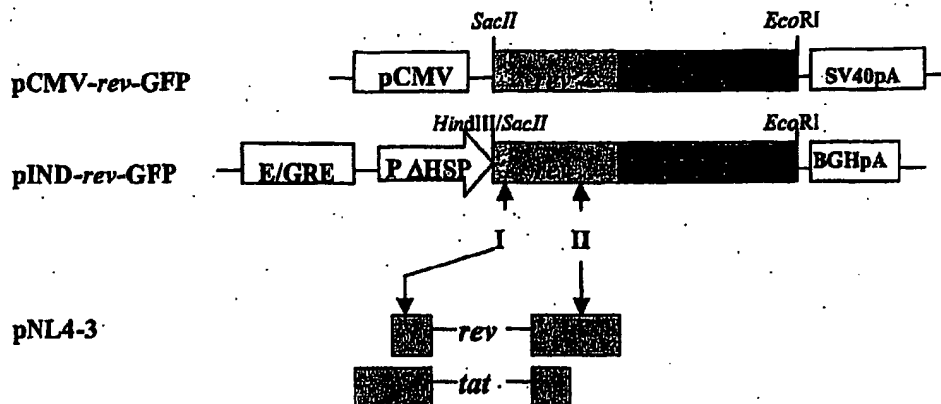 SacII EcoRI
pCMV-rev-GFP pCMV SV40pA
HindIII/SacII EcoRI
pIND-rev-GFP E/GRE P ΔHSP BGHpA
I II
pNL4-3 rev
tat